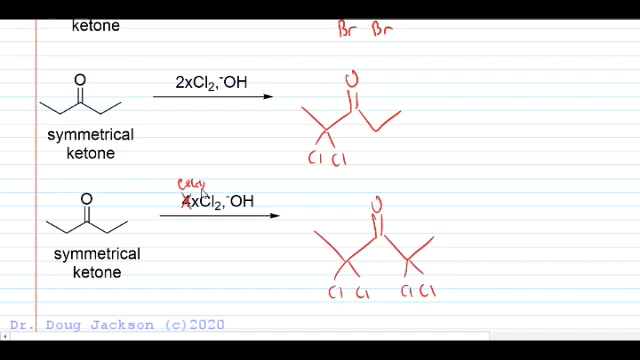 ketone
Br Br
O
2xCl2,-OH
O
symmetrical
ketone
Cl Cl
O
4xCl2,-OH
O
symmetrical
ketone
Cl Cl Cl Cl
Dr. Doug Jackson (c)2020